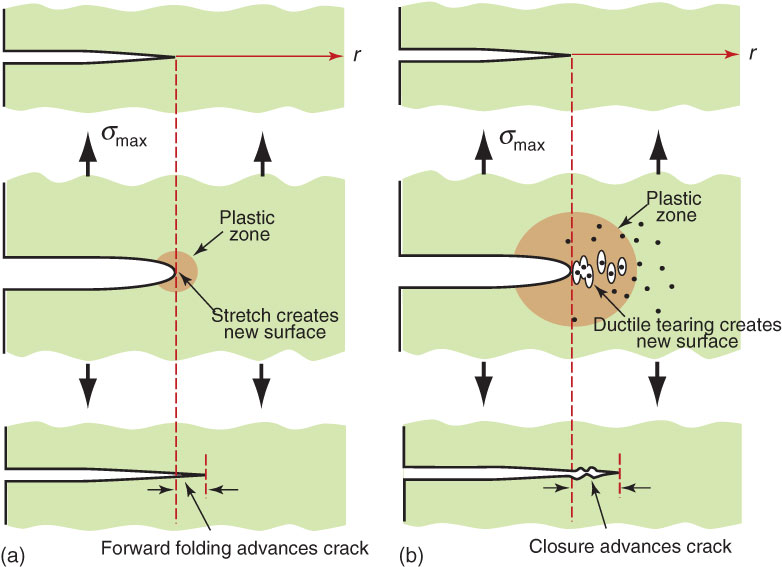 r
σmax
Plastic
zone
Stretch creates
new surface
Forward folding advances crack
(a)
r
σmax
Plastic
zone
Ductile tearing creates
new surface
Closure advances crack
(b)